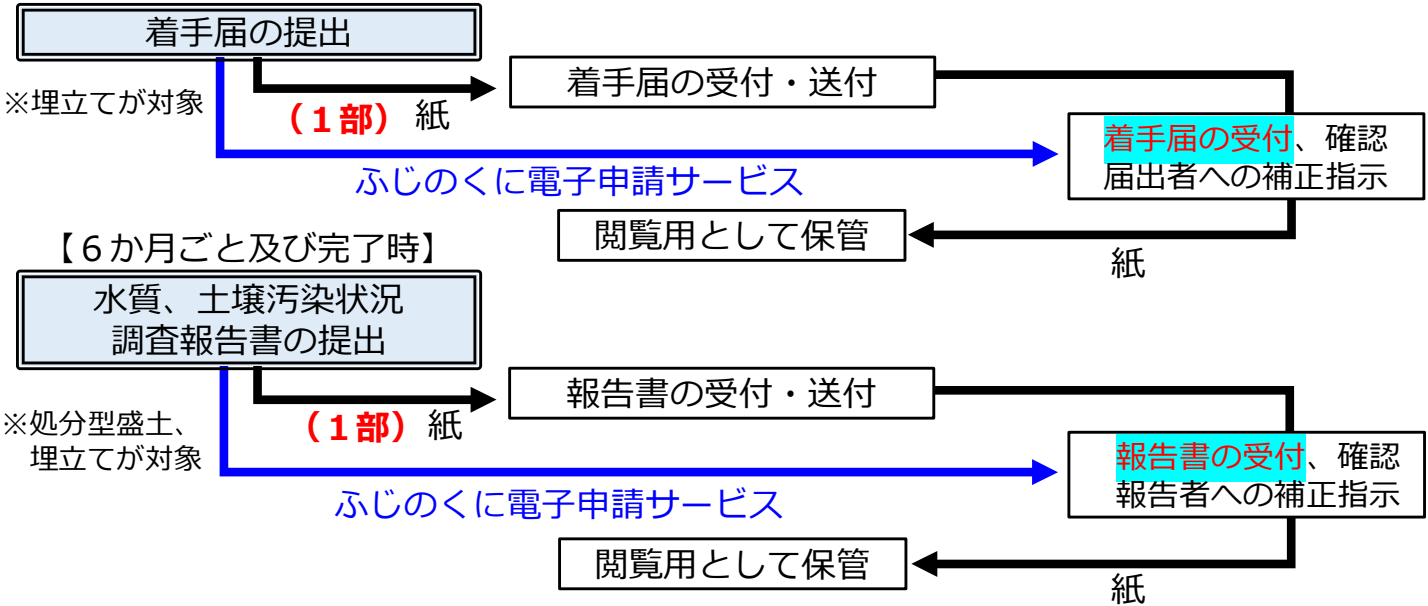 着手届の提出
※埋立てが対象
（１部）紙
着手届の受付・送付
着手届の受付、確認
届出者への補正指示
ふじのくに電子申請サービス
閲覧用として保管
紙
【６か月ごと及び完了時】
水質、土壌汚染状況
調査報告書の提出
※処分型盛土、
埋立てが対象
（１部）紙
報告書の受付・送付
報告書の受付、確認
報告者への補正指示
ふじのくに電子申請サービス
閲覧用として保管
紙